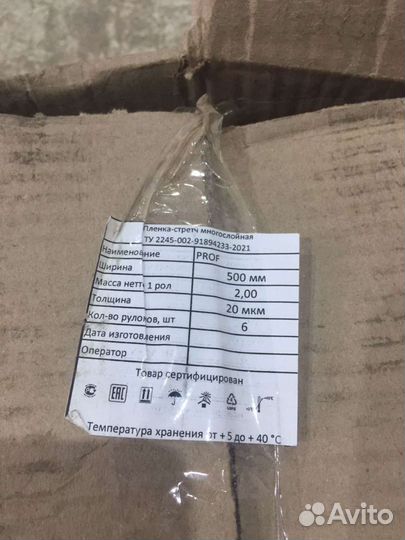 Пленка-стретч многослойная
ТУ 2245-002-91894233-2021
Наименование PROF
Ширина 500 мм
Масса нетто 1 рол 2,00
Толщина 20 мкм
Кол-во рулонов, шт 6
Дата изготовления
Оператор
Товар сертифицирован
EAC
Температура хранения от + 5 до + 40 °С
Avito